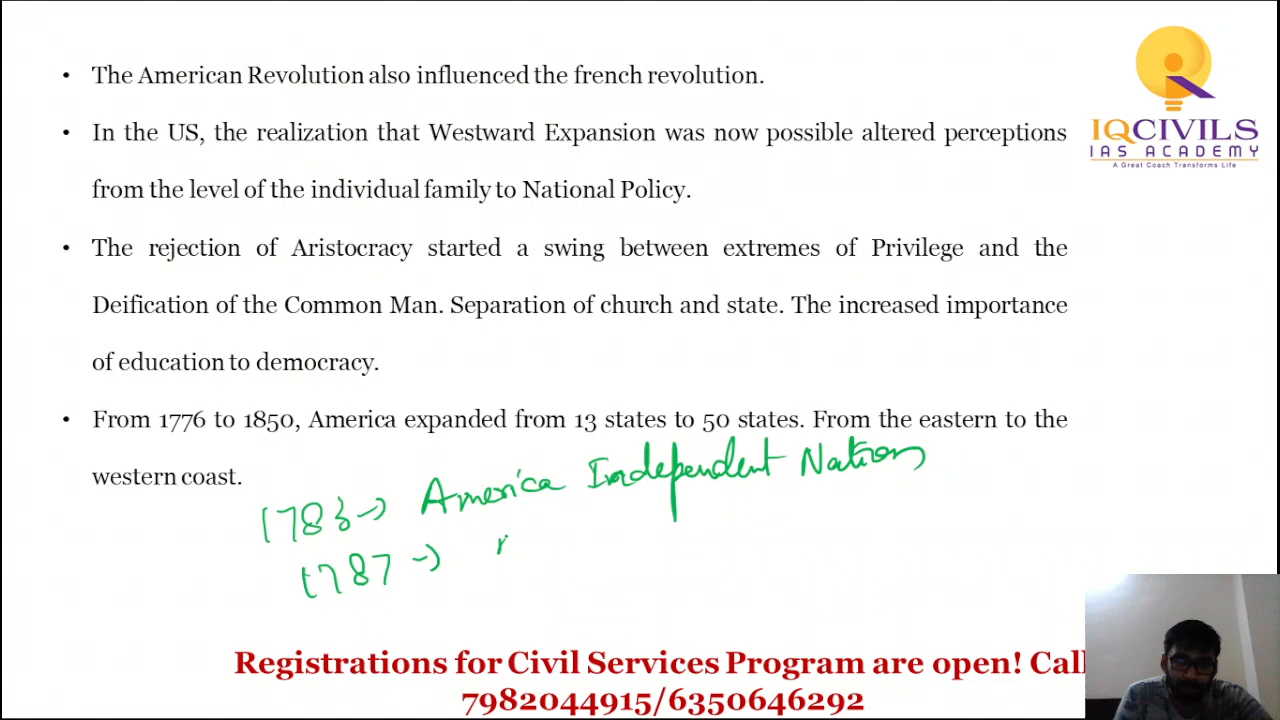 • The American Revolution also influenced the french revolution.
• In the US, the realization that Westward Expansion was now possible altered perceptions
from the level of the individual family to National Policy.
• The rejection of Aristocracy started a swing between extremes of Privilege and the
Deification of the Common Man. Separation of church and state. The increased importance
of education to democracy.
• From 1776 to 1850, America expanded from 13 states to 50 states. From the eastern to the
western coast.
1783 → America Independent Nation
1787 →
IQCIVILS
IAS ACADEMY
A Great Coach Transforms Life
Registrations for Civil Services Program are open! Call
7982044915/6350646292